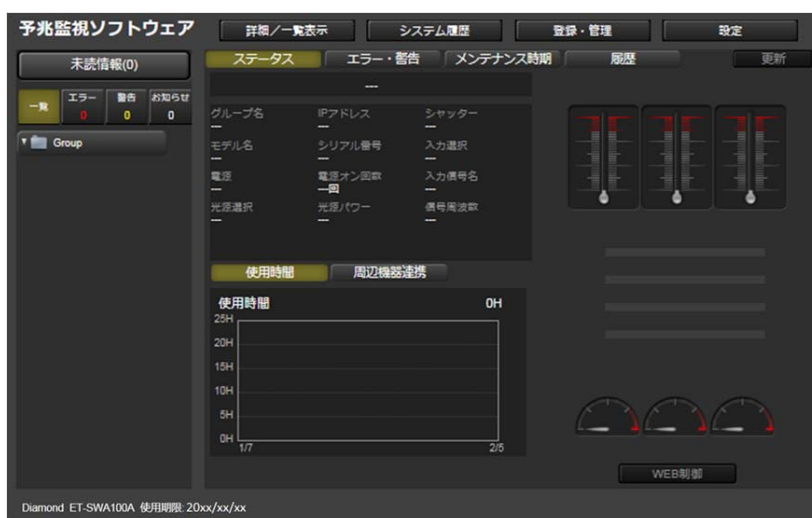 予兆監視ソフトウェア
詳細/一覧表示
システム履歴
登録・管理
設定
未読情報(0)
ステータス
エラー・警告
メンテナンス時期
履歴
更新
一覧
エラー
0
警告
0
お知らせ
0
Group
---
グループ名
---
IPアドレス
---
シャッター
---
モデル名
---
シリアル番号
---
入力選択
---
電源
---
電源オン回数
---回
入力信号名
---
光源選択
---
光源パワー
---
信号周波数
---
使用時間
周辺機器連携
使用時間
0H
25H
20H
15H
10H
5H
0H
1/7
2/5
WEB制御
Diamond ET-SWA100A 使用期限: 20xx/xx/xx